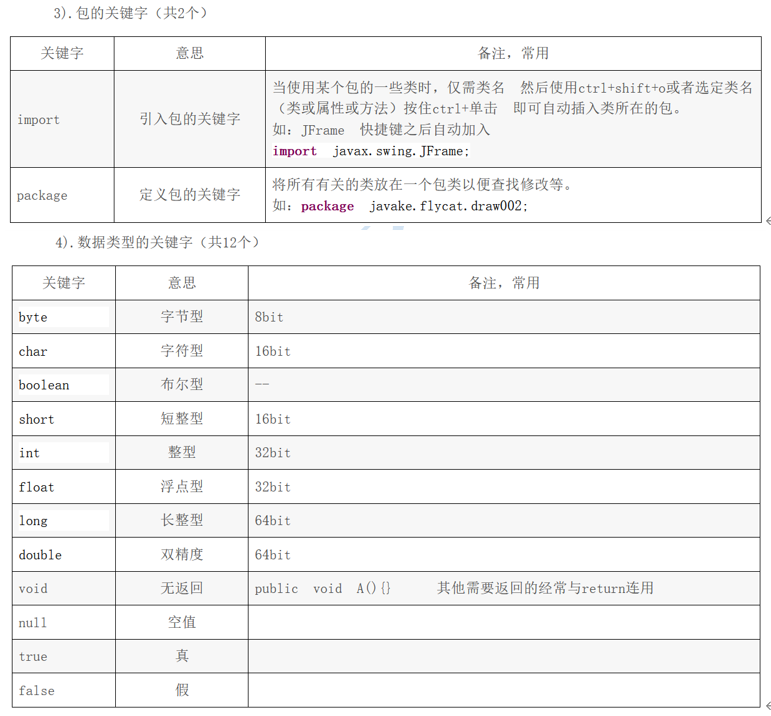 3).包的关键字（共2个）
关键字 意思 备注，常用
import 引入包的关键字 当使用某个包的一些类时，仅需类名 然后使用ctrl+shift+o或者选定类名
（类或属性或方法）按住ctrl+单击 即可自动插入类所在的包。
如：JFrame 快捷键之后自动加入
import javax.swing.JFrame;
package 定义包的关键字 将所有有关的类放在一个包类以便查找修改等。
如：package javake.flycat.draw002;
4).数据类型的关键字（共12个）
关键字 意思 备注，常用
byte 字节型 8bit
char 字符型 16bit
boolean 布尔型 --
short 短整型 16bit
int 整型 32bit
float 浮点型 32bit
long 长整型 64bit
double 双精度 64bit
void 无返回 public void A(){} 其他需要返回的经常与return连用
null 空值
true 真
false 假